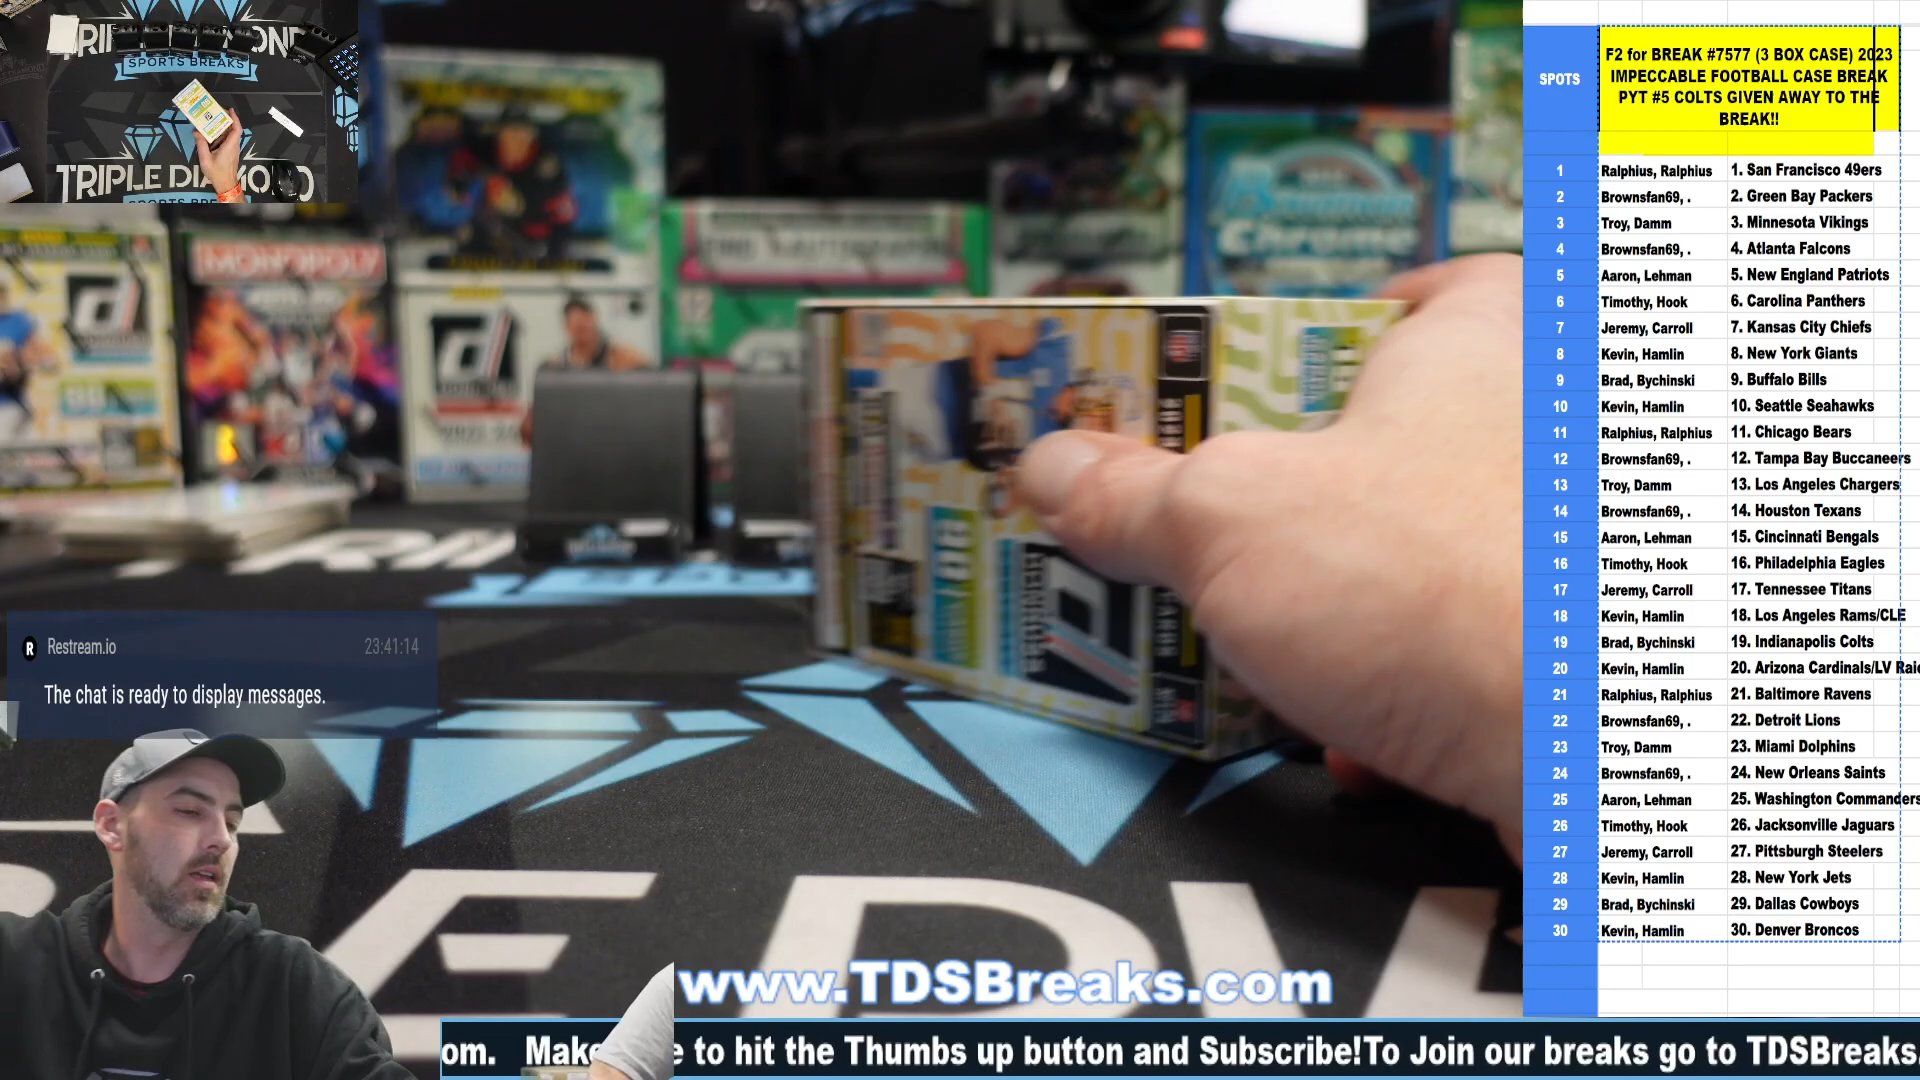 SPORTS BREAKS
TRIPLE DIAMOND
MONOPOLY
Bowman
Chrome
DONRUSS
Restream.io
23:41:14
The chat is ready to display messages.
www.TDSBreaks.com
om. Make e to hit the Thumbs up button and Subscribe!To Join our breaks go to TDSBreaks.
SPOTS
F2 for BREAK #7577 (3 BOX CASE) 2023
IMPECCABLE FOOTBALL CASE BREAK
PYT #5 COLTS GIVEN AWAY TO THE
BREAK!!
1 Ralphius, Ralphius 1. San Francisco 49ers
2 Brownsfan69, . 2. Green Bay Packers
3 Troy, Damm 3. Minnesota Vikings
4 Brownsfan69, . 4. Atlanta Falcons
5 Aaron, Lehman 5. New England Patriots
6 Timothy, Hook 6. Carolina Panthers
7 Jeremy, Carroll 7. Kansas City Chiefs
8 Kevin, Hamlin 8. New York Giants
9 Brad, Bychinski 9. Buffalo Bills
10 Kevin, Hamlin 10. Seattle Seahawks
11 Ralphius, Ralphius 11. Chicago Bears
12 Brownsfan69, . 12. Tampa Bay Buccaneers
13 Troy, Damm 13. Los Angeles Chargers
14 Brownsfan69, . 14. Houston Texans
15 Aaron, Lehman 15. Cincinnati Bengals
16 Timothy, Hook 16. Philadelphia Eagles
17 Jeremy, Carroll 17. Tennessee Titans
18 Kevin, Hamlin 18. Los Angeles Rams/CLE
19 Brad, Bychinski 19. Indianapolis Colts
20 Kevin, Hamlin 20. Arizona Cardinals/LV Raid
21 Ralphius, Ralphius 21. Baltimore Ravens
22 Brownsfan69, . 22. Detroit Lions
23 Troy, Damm 23. Miami Dolphins
24 Brownsfan69, . 24. New Orleans Saints
25 Aaron, Lehman 25. Washington Commanders
26 Timothy, Hook 26. Jacksonville Jaguars
27 Jeremy, Carroll 27. Pittsburgh Steelers
28 Kevin, Hamlin 28. New York Jets
29 Brad, Bychinski 29. Dallas Cowboys
30 Kevin, Hamlin 30. Denver Broncos